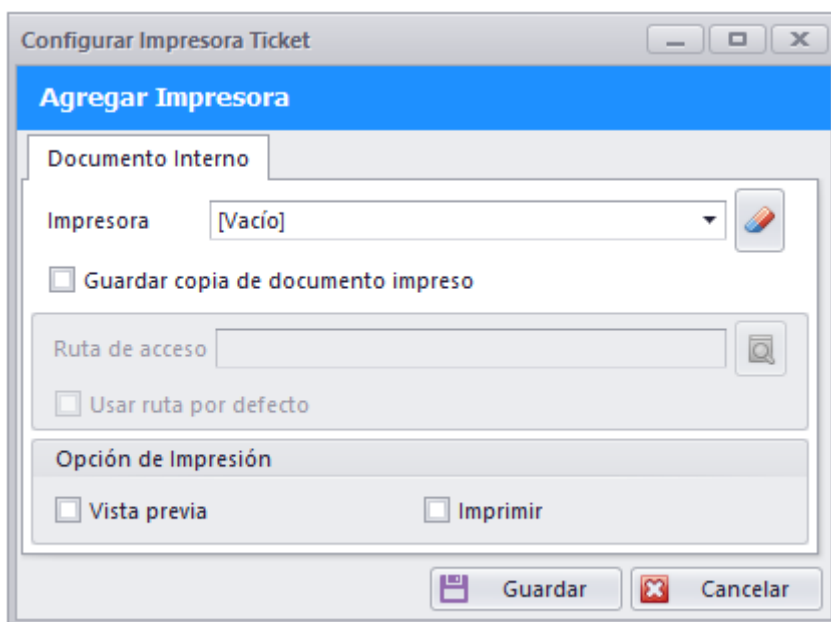 Configurar Impresora Ticket
Agregar Impresora
Documento Interno
Impresora [Vacío]
Guardar copia de documento impreso
Ruta de acceso
Usar ruta por defecto
Opción de Impresión
Vista previa Imprimir
Guardar Cancelar